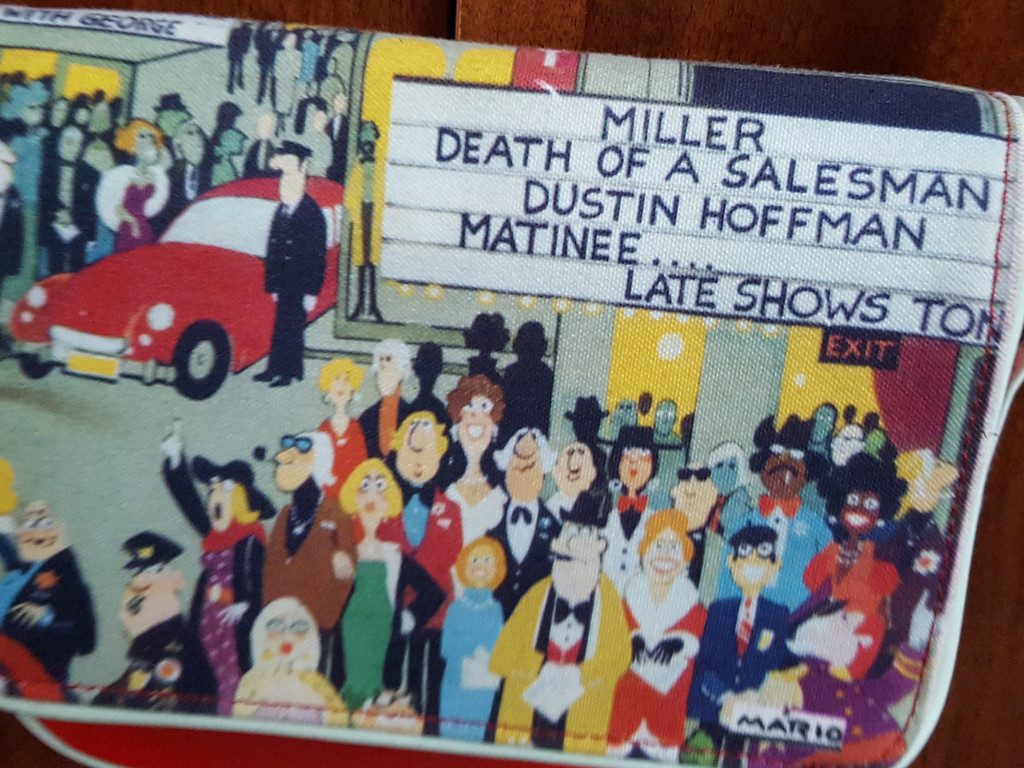 GEORGE
MILLER
DEATH OF A SALESMAN
DUSTIN HOFFMAN
MATINEE....
LATE SHOWS TON
EXIT
MARIO